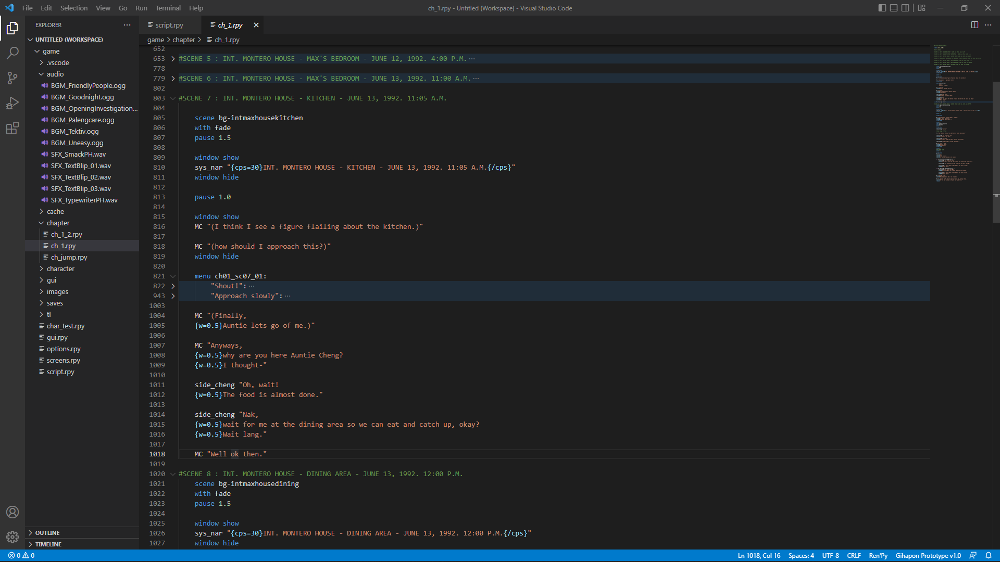 File Edit Selection View Go Run Terminal Help
ch_1.rpy - Untitled (Workspace) - Visual Studio Code
EXPLORER
script.rpy
ch_1.rpy
UNTITLED (WORKSPACE)
game > chapter > ch_1.rpy
game
.vscode
audio
BGM_FriendlyPeople.ogg
BGM_Goodnight.ogg
BGM_OpeningInvestigation...
BGM_Palengcare.ogg
BGM_Tektiv.ogg
BGM_Uneasy.ogg
SFX_SmackPH.wav
SFX_TextBlip_01.wav
SFX_TextBlip_02.wav
SFX_TextBlip_03.wav
SFX_TypewriterPH.wav
cache
chapter
ch_1_2.rpy
ch_1.rpy
ch_jump.rpy
character
gui
images
saves
tl
char_test.rpy
gui.rpy
options.rpy
screens.rpy
script.rpy
OUTLINE
TIMELINE
652
653 #SCENE 5 : INT. MONTERO HOUSE - MAX'S BEDROOM - JUNE 12, 1992. 4:00 P.M. ...
778
779 #SCENE 6 : INT. MONTERO HOUSE - MAX'S BEDROOM - JUNE 13, 1992. 11:00 A.M. ...
802
803 #SCENE 7 : INT. MONTERO HOUSE - KITCHEN - JUNE 13, 1992. 11:05 A.M.
804
805 scene bg-intmaxhousekitchen
806 with fade
807 pause 1.5
808
809 window show
810 sys_nar "{cps=30}INT. MONTERO HOUSE - KITCHEN - JUNE 13, 1992. 11:05 A.M.{/cps}"
811 window hide
812
813 pause 1.0
814
815 window show
816 MC "(I think I see a figure flailing about the kitchen.)"
817
818 MC "(how should I approach this?)"
819 window hide
820
821 menu ch01_sc07_01:
822 "Shout!": ...
943 "Approach slowly": ...
1003
1004 MC "(Finally,
1005 {w=0.5}Auntie lets go of me.)"
1006
1007 MC "Anyways,
1008 {w=0.5}why are you here Auntie Cheng?
1009 {w=0.5}I thought-"
1010
1011 side_cheng "Oh, wait!
1012 {w=0.5}The food is almost done."
1013
1014 side_cheng "Nak,
1015 {w=0.5}wait for me at the dining area so we can eat and catch up, okay?
1016 {w=0.5}Wait lang."
1017
1018 MC "Well ok then."
1019
1020 #SCENE 8 : INT. MONTERO HOUSE - DINING AREA - JUNE 13, 1992. 12:00 P.M.
1021 scene bg-intmaxhousedining
1022 with fade
1023 pause 1.5
1024
1025 window show
1026 sys_nar "{cps=30}INT. MONTERO HOUSE - DINING AREA - JUNE 13, 1992. 12:00 P.M.{/cps}"
1027 window hide
0 0
Ln 1018, Col 16 Spaces: 4 UTF-8 CRLF Ren'Py Gihapon Prototype v1.0